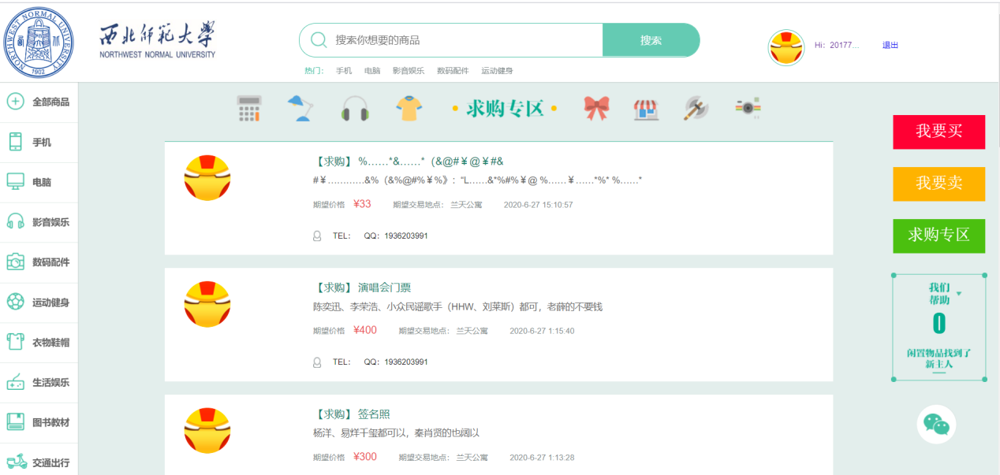 NORTHWEST NORMAL UNIVERSITY
1902
西北师范大学
NORTHWEST NORMAL UNIVERSITY
搜索你想要的商品
搜索
热门： 手机 电脑 影音娱乐 数码配件 运动健身
Hi：20177...
退出
全部商品
手机
电脑
影音娱乐
数码配件
运动健身
衣物鞋帽
生活娱乐
图书教材
交通出行
求购专区
【求购】 %……*&……*（&@#￥@￥#&
#￥…………&%（&%@#%￥%》：“L……&*%#%￥@ %……￥……*%* %……*
期望价格 ¥33 期望交易地点： 兰天公寓 2020-6-27 15:10:57
TEL： QQ：1936203991
【求购】 演唱会门票
陈奕迅、李荣浩、小众民谣歌手（HHW、刘莱斯）都可，老薛的不要钱
期望价格 ¥400 期望交易地点： 兰天公寓 2020-6-27 1:15:40
TEL： QQ：1936203991
【求购】 签名照
杨洋、易烊千玺都可以，秦肖贤的也阔以
期望价格 ¥300 期望交易地点： 兰天公寓 2020-6-27 1:13:28
我要买
我要卖
求购专区
我们
帮助
0
闲置物品找到了
新主人